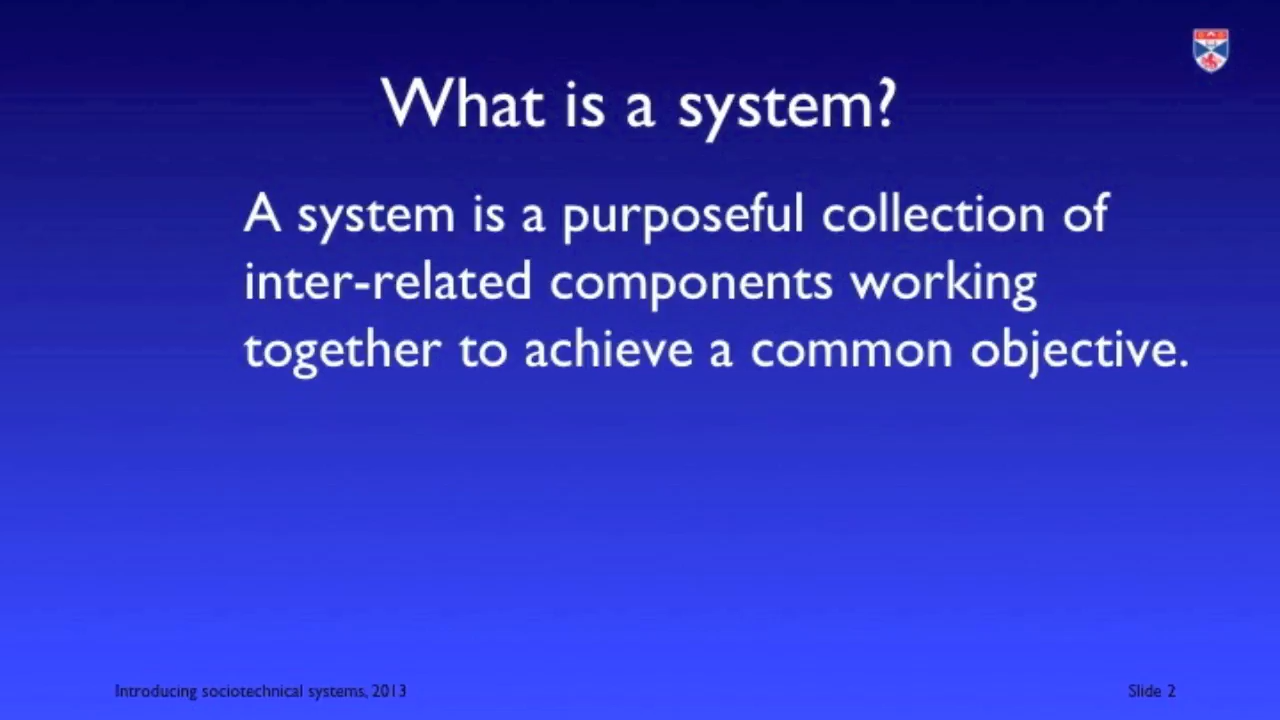 What is a system?
A system is a purposeful collection of
inter-related components working
together to achieve a common objective.
Introducing sociotechnical systems, 2013
Slide 2